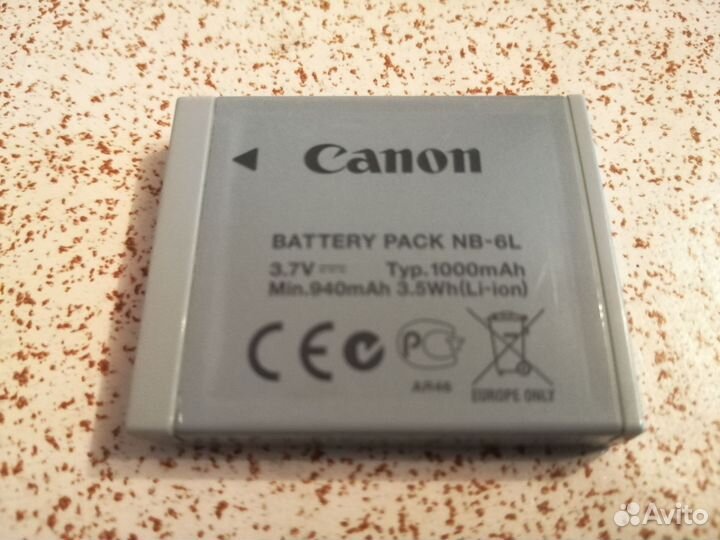 Canon
BATTERY PACK NB-6L
3.7V Typ.1000mAh
Min.940mAh 3.5Wh(Li-ion)
CE PC
AR46
EUROPE ONLY
Avito